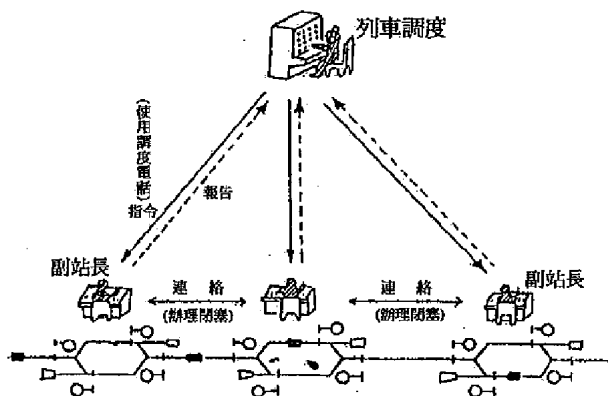 列車調度
(使用調度電話)
指令
報告
副站長
連絡
(辦理閉塞)
連絡
(辦理閉塞)
副站長